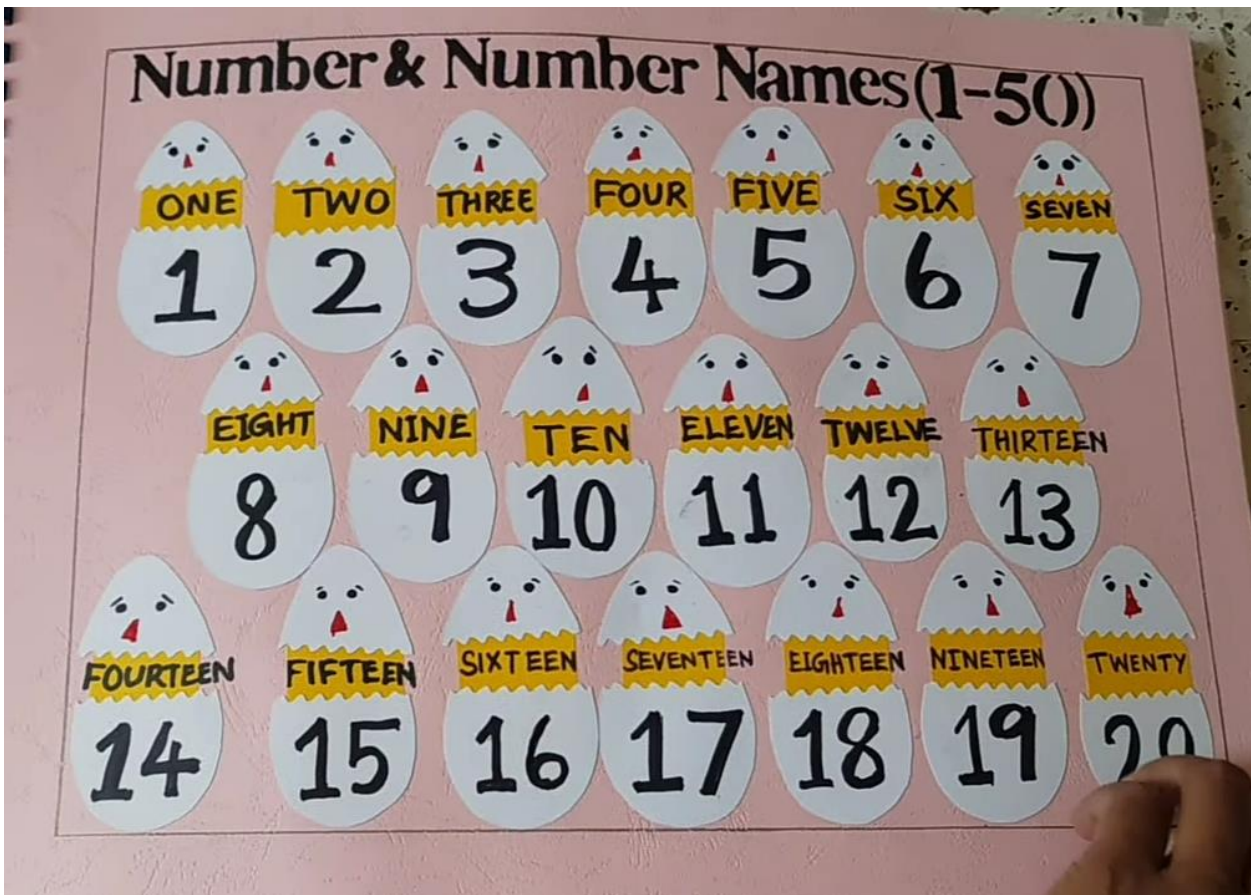 Number & Number Names (1-50)
ONE TWO THREE FOUR FIVE SIX SEVEN
1 2 3 4 5 6 7
EIGHT NINE TEN ELEVEN TWELVE THIRTEEN
8 9 10 11 12 13
FOURTEEN FIFTEEN SIXTEEN SEVENTEEN EIGHTEEN NINETEEN TWENTY
14 15 16 17 18 19 20